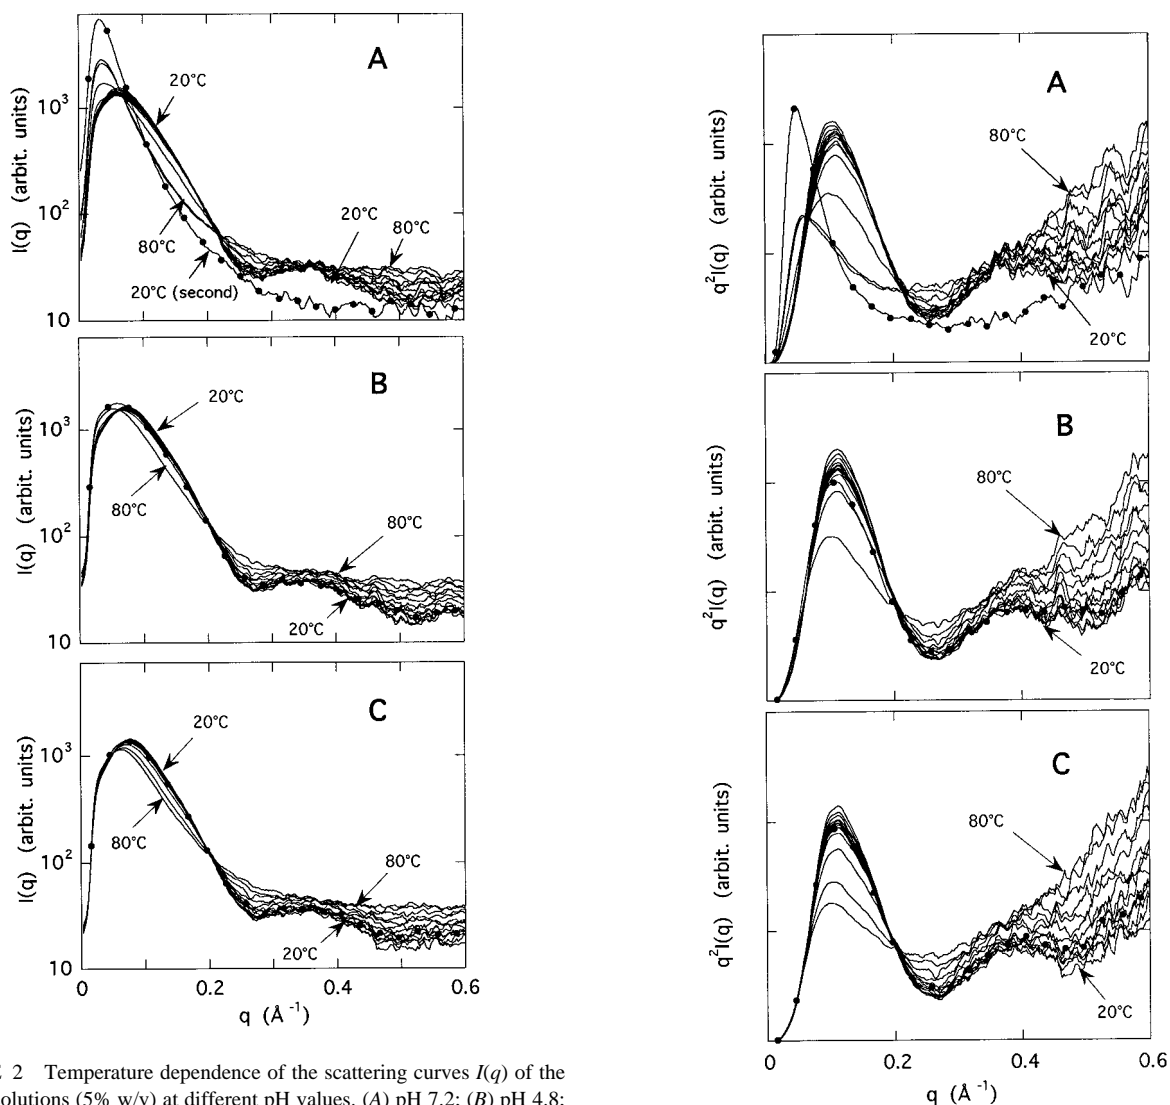 A
20°C
I(q) (arbit. units)
10³
10²
10
80°C
20°C
80°C
20°C (second)
B
20°C
I(q) (arbit. units)
10³
10²
10
80°C
80°C
20°C
C
20°C
I(q) (arbit. units)
10³
10²
10
80°C
80°C
20°C
0 0.2 0.4 0.6
q (Å⁻¹)
E 2 Temperature dependence of the scattering curves I(q) of the
olutions (5% w/v) at different pH values. (A) pH 7.2; (B) pH 4.8;
A
80°C
q²I(q) (arbit. units)
20°C
B
80°C
q²I(q) (arbit. units)
20°C
C
80°C
q²I(q) (arbit. units)
20°C
0 0.2 0.4 0.6
q (Å⁻¹)